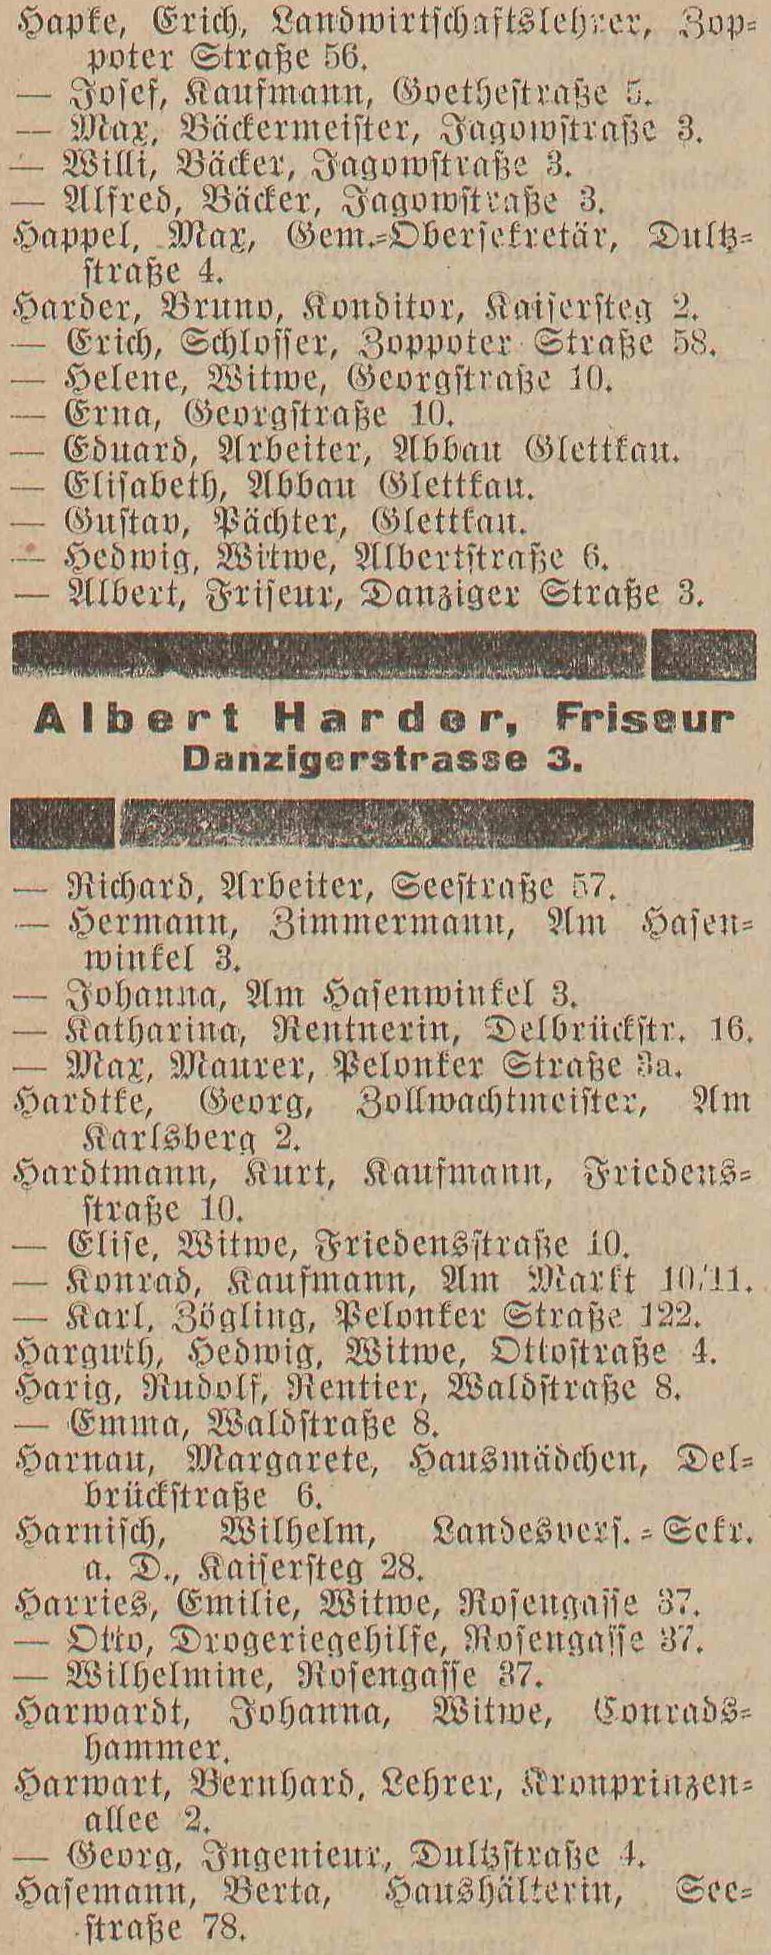 Hapke, Erich, Landwirtschaftslehrer, Zop-
poter Straße 56.
— Josef, Kaufmann, Goethestraße 5.
— Max, Bäckermeister, Jagowstraße 3.
— Willi, Bäcker, Jagowstraße 3.
— Alfred, Bäcker, Jagowstraße 3.
Happel, Max, Gem.-Obersekretär, Dultz-
straße 4.
Harder, Bruno, Konditor, Kaisersteg 2.
— Erich, Schlosser, Zoppoter Straße 58.
— Helene, Witwe, Georgstraße 10.
— Erna, Georgstraße 10.
— Eduard, Arbeiter, Abbau Glettkau.
— Elisabeth, Abbau Glettkau.
— Gustav, Pächter, Glettkau.
— Hedwig, Witwe, Albertstraße 6.
— Albert, Friseur, Danziger Straße 3.
Albert Harder, Friseur
Danzigerstrasse 3.
— Richard, Arbeiter, Seestraße 57.
— Hermann, Zimmermann, Am Hasen-
winkel 3.
— Johanna, Am Hasenwinkel 3.
— Katharina, Rentnerin, Delbrückstr. 16.
— Max, Maurer, Pelonker Straße 3a.
Hardtke, Georg, Zollwachtmeister, Am
Karlsberg 2.
Hardtmann, Kurt, Kaufmann, Friedens-
straße 10.
— Elise, Witwe, Friedensstraße 10.
— Konrad, Kaufmann, Am Markt 10/11.
— Karl, Zögling, Pelonker Straße 122.
Harguth, Hedwig, Witwe, Ottostraße 4.
Harig, Rudolf, Rentier, Waldstraße 8.
— Emma, Waldstraße 8.
Harnau, Margarete, Hausmädchen, Del-
brückstraße 6.
Harnisch, Wilhelm, Landesvers.-Sekr.
a. D., Kaisersteg 28.
Harries, Emilie, Witwe, Rosengasse 37.
— Otto, Drogeriegehilfe, Rosengasse 37.
— Wilhelmine, Rosengasse 37.
Harwardt, Johanna, Witwe, Conrads-
hammer.
Harwart, Bernhard, Lehrer, Kronprinzen-
allee 2.
— Georg, Ingenieur, Dultzstraße 4.
Hasemann, Berta, Haushälterin, See-
straße 78.